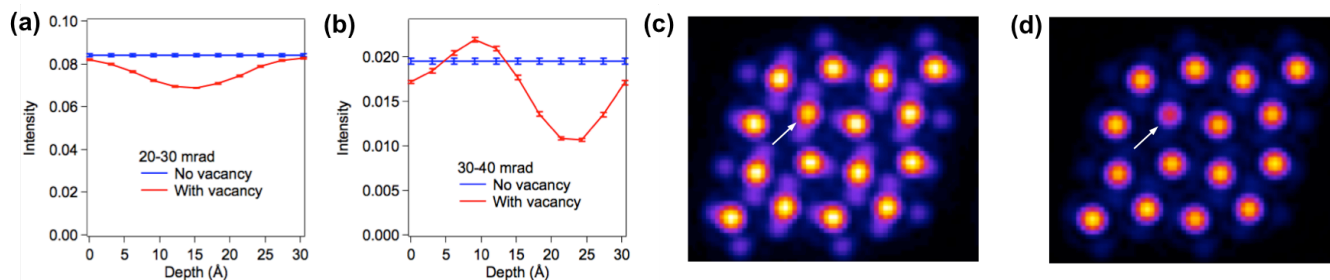 (a)
0.10
0.08
0.06
0.04
0.02
0.00
Intensity
20-30 mrad
No vacancy
With vacancy
0 5 10 15 20 25 30
Depth (Å)
(b)
0.020
0.015
0.010
0.005
0.000
Intensity
30-40 mrad
No vacancy
With vacancy
0 5 10 15 20 25 30
Depth (Å)
(c)
(d)